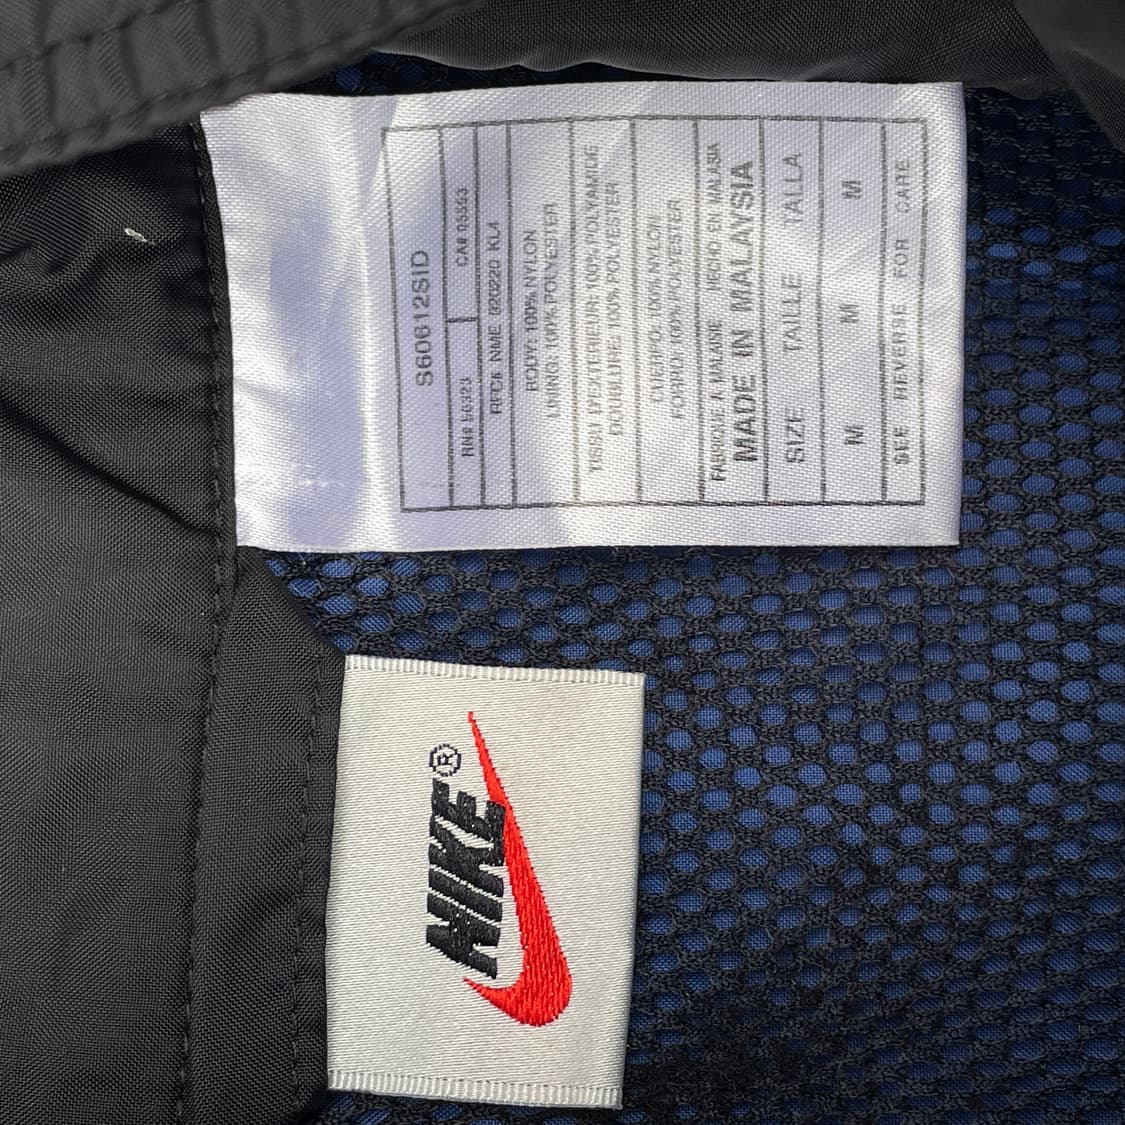 S60612SID
RN# 56323 CA# 05553
RFC# NME 920220 KL4
BODY: 100% NYLON
LINING: 100% POLYESTER
TISSU D'EXTERIEUR: 100% POLYAMIDE
DOUBLURE: 100% POLYESTER
CUERPO: 100% NYLON
FORRO: 100% POLYESTER
FABRIQUE A MALAISIE HECHO EN MALASIA
MADE IN MALAYSIA
SIZE TAILLE TALLA
M M M
SEE REVERSE FOR CARE
NIKE®